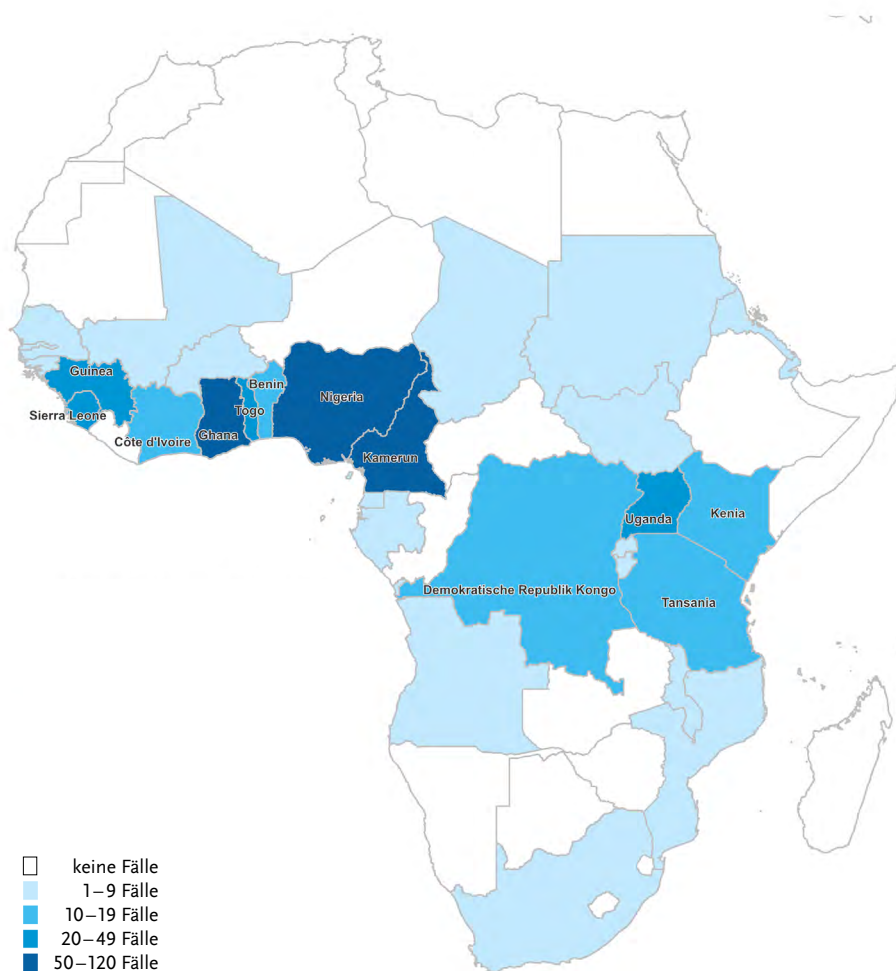 Guinea
Benin
Nigeria
Sierra Leone
Togo
Côte d'Ivoire
Ghana
Kamerun
Uganda
Kenia
Demokratische Republik Kongo
Tansania
keine Fälle
1–9 Fälle
10–19 Fälle
20–49 Fälle
50–120 Fälle